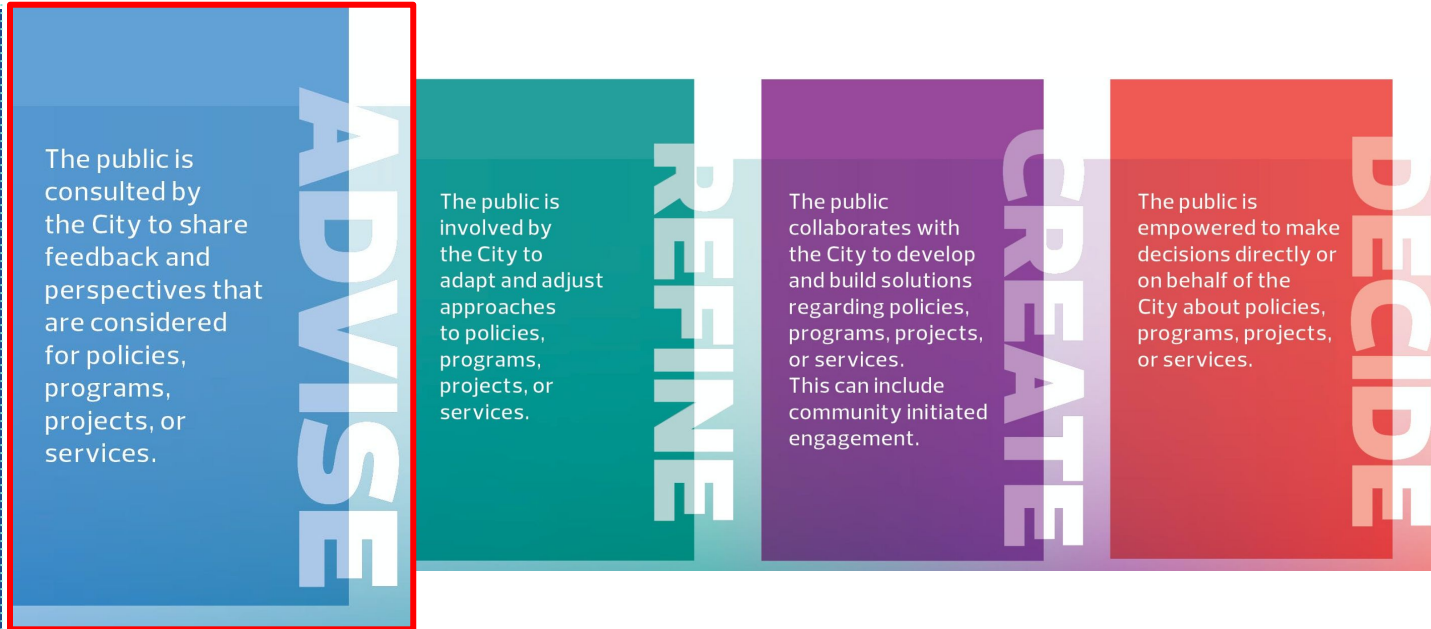 ADVISE
The public is
consulted by
the City to share
feedback and
perspectives that
are considered
for policies,
programs,
projects, or
services.
REFINE
The public is
involved by
the City to
adapt and adjust
approaches
to policies,
programs,
projects, or
services.
CREATE
The public
collaborates with
the City to develop
and build solutions
regarding policies,
programs, projects,
or services.
This can include
community initiated
engagement.
DECIDE
The public is
empowered to make
decisions directly or
on behalf of the
City about policies,
programs, projects,
or services.